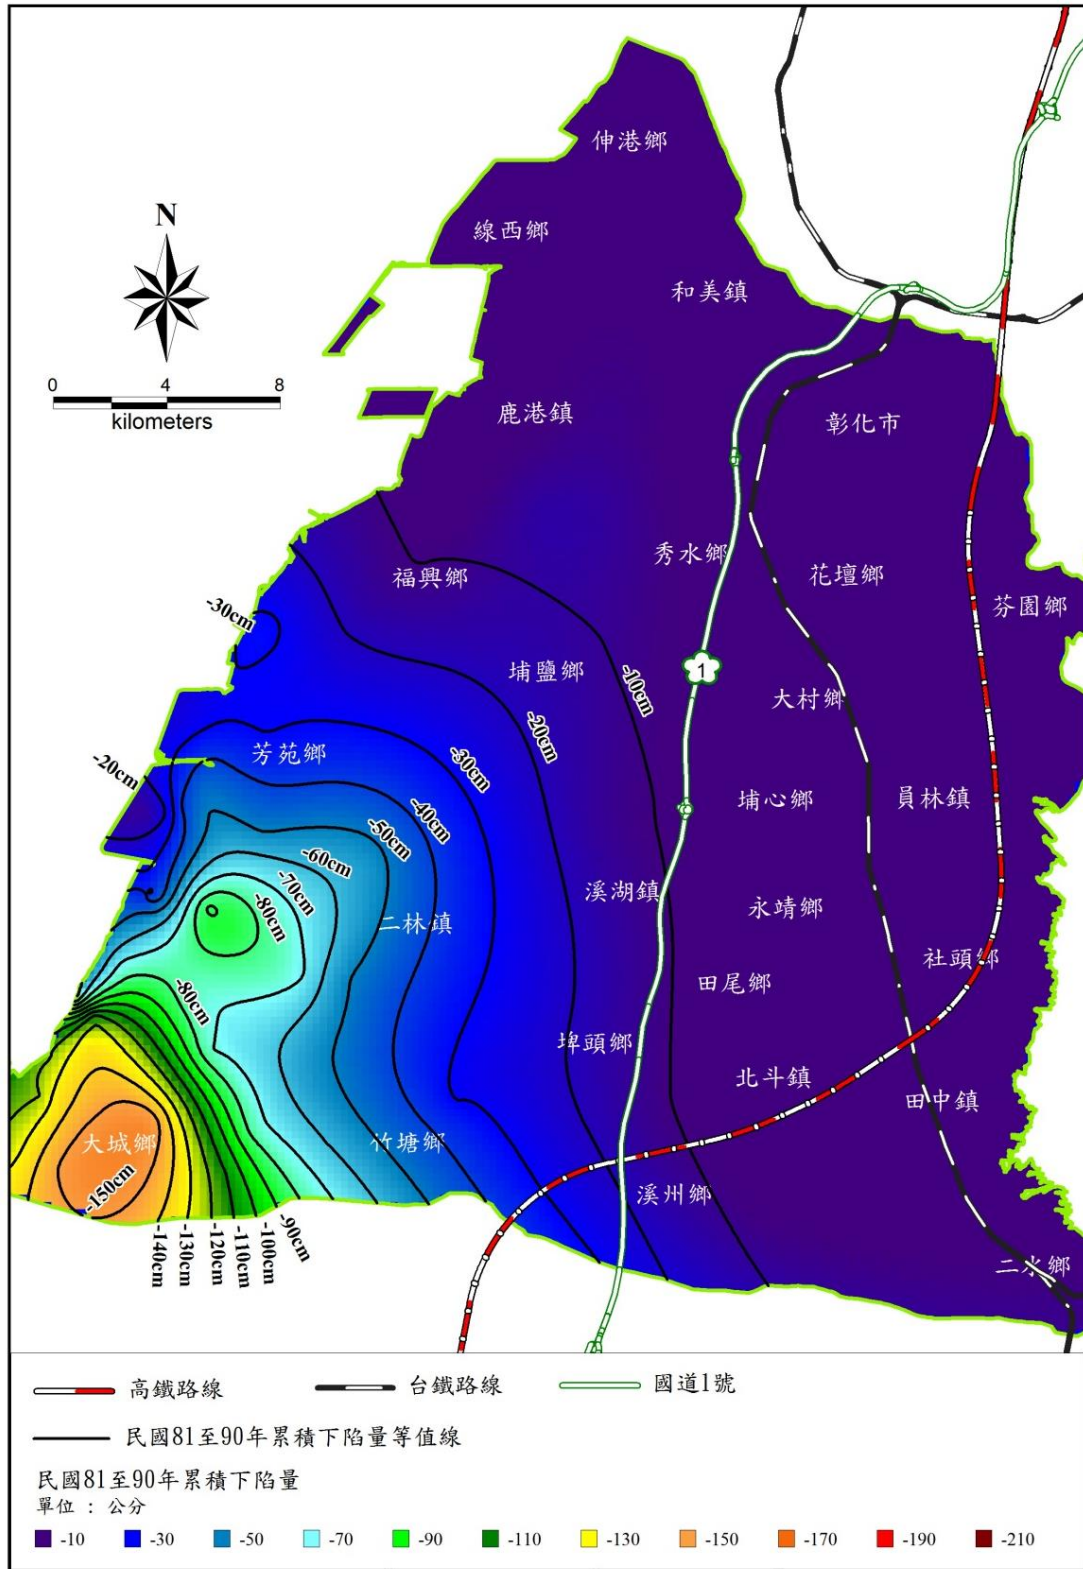 伸港鄉
線西鄉
N
和美鎮
0 4 8
kilometers
鹿港鎮
彰化市
秀水鄉
福興鄉
花壇鄉
芬園鄉
-30cm
埔鹽鄉
-10cm
1
大村鄉
-20cm
芳苑鄉
-30cm
-20cm
-40cm
埔心鄉
員林鎮
-50cm
-60cm
-70cm
溪湖鎮
-80cm
二林鎮
永靖鄉
社頭鄉
田尾鄉
-80cm
埤頭鄉
北斗鎮
田中鎮
大城鄉
竹塘鄉
-150cm
溪州鄉
-140cm
-130cm
-120cm
-110cm
-100cm
-90cm
二水鄉
高鐵路線 台鐵路線 國道1號
民國81至90年累積下陷量等值線
民國81至90年累積下陷量
單位 : 公分
-10 -30 -50 -70 -90 -110 -130 -150 -170 -190 -210